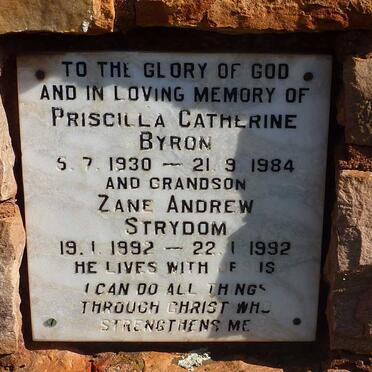 TO THE GLORY OF GOD
AND IN LOVING MEMORY OF
PRISCILLA CATHERINE
BYRON
5.7.1930 — 21.9.1984
AND GRANDSON
ZANE ANDREW
STRYDOM
19.1.1992 — 22.1.1992
HE LIVES WITH
I CAN DO ALL THINGS
THROUGH CHRIST WHO
STRENGTHENS ME